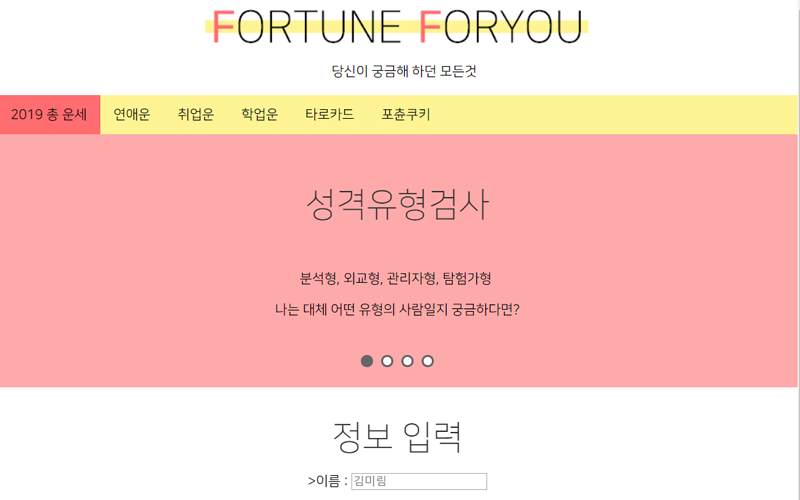 FORTUNE FORYOU
당신이 궁금해 하던 모든것
2019 총 운세 연애운 취업운 학업운 타로카드 포츈쿠키
성격유형검사
분석형, 외교형, 관리자형, 탐험가형
나는 대체 어떤 유형의 사람일지 궁금하다면?
정보 입력
>이름 : 김미림